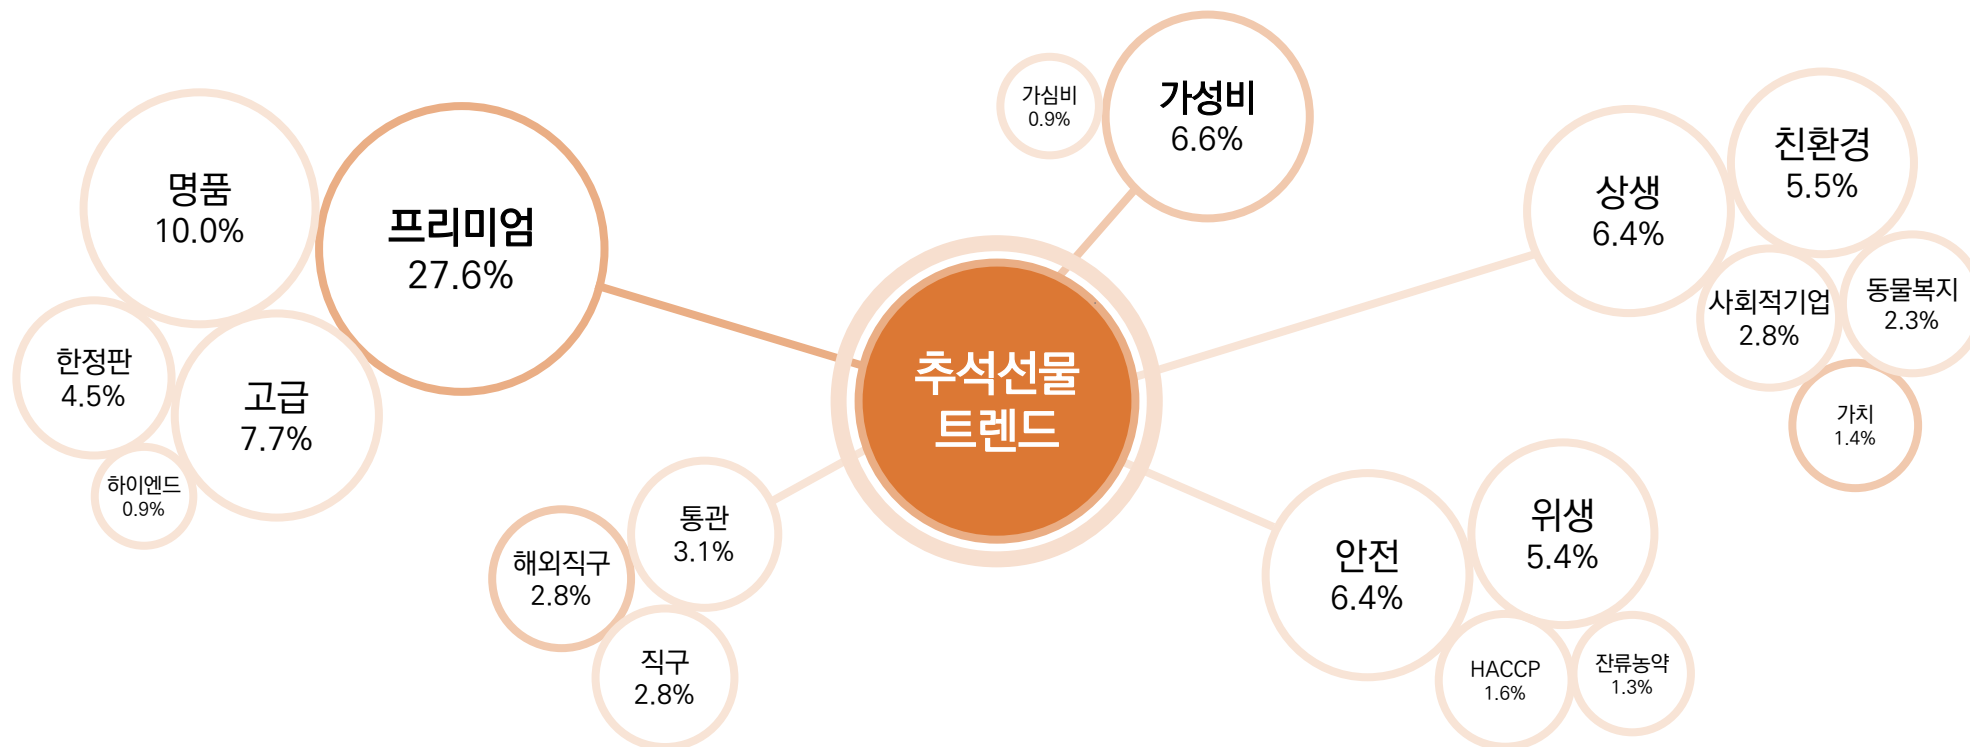 명품
10.0%
프리미엄
27.6%
한정판
4.5%
고급
7.7%
하이엔드
0.9%
가심비
0.9%
가성비
6.6%
추석선물
트렌드
통관
3.1%
해외직구
2.8%
직구
2.8%
상생
6.4%
친환경
5.5%
사회적기업
2.8%
동물복지
2.3%
가치
1.4%
안전
6.4%
위생
5.4%
HACCP
1.6%
잔류농약
1.3%